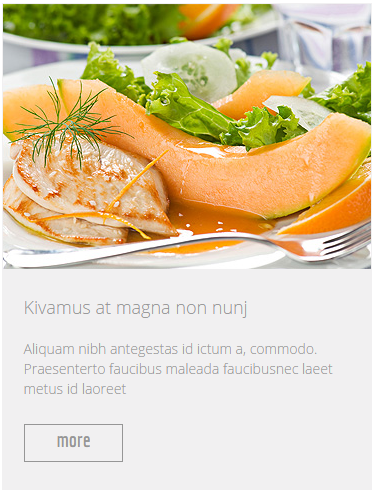 Kivamus at magna non nunj
Aliquam nibh antegestas id ictum a, commodo.
Praesenterto faucibus maleada faucibusnec laeet
metus id laoreet
more